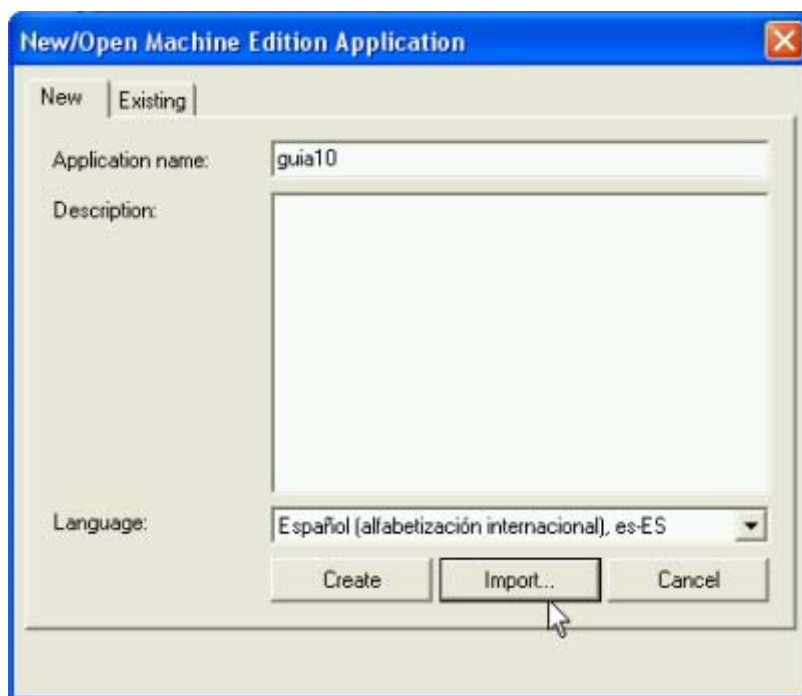 New/Open Machine Edition Application
New Existing
Application name: guia10
Description:
Language: Español (alfabetización internacional), es-ES
Create Import... Cancel